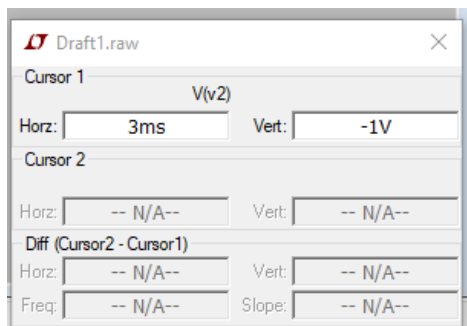 Draft1.raw
Cursor 1
V(v2)
Horz: 3ms Vert: -1V
Cursor 2
Horz: -- N/A-- Vert: -- N/A--
Diff (Cursor2 - Cursor1)
Horz: -- N/A-- Vert: -- N/A--
Freq: -- N/A-- Slope: -- N/A--